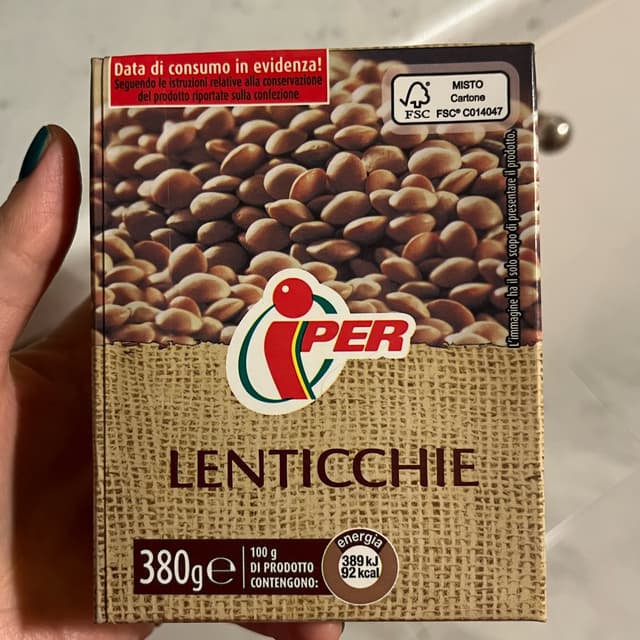 Data di consumo in evidenza!
Seguendo le istruzioni relative alla conservazione
del prodotto riportate sulla confezione
MISTO
Cartone
FSC FSC® C014047
L'immagine ha il solo scopo di presentare il prodotto.
iPER
LENTICCHIE
380g℮
100 g
DI PRODOTTO
CONTENGONO:
energia
389 kJ
92 kcal